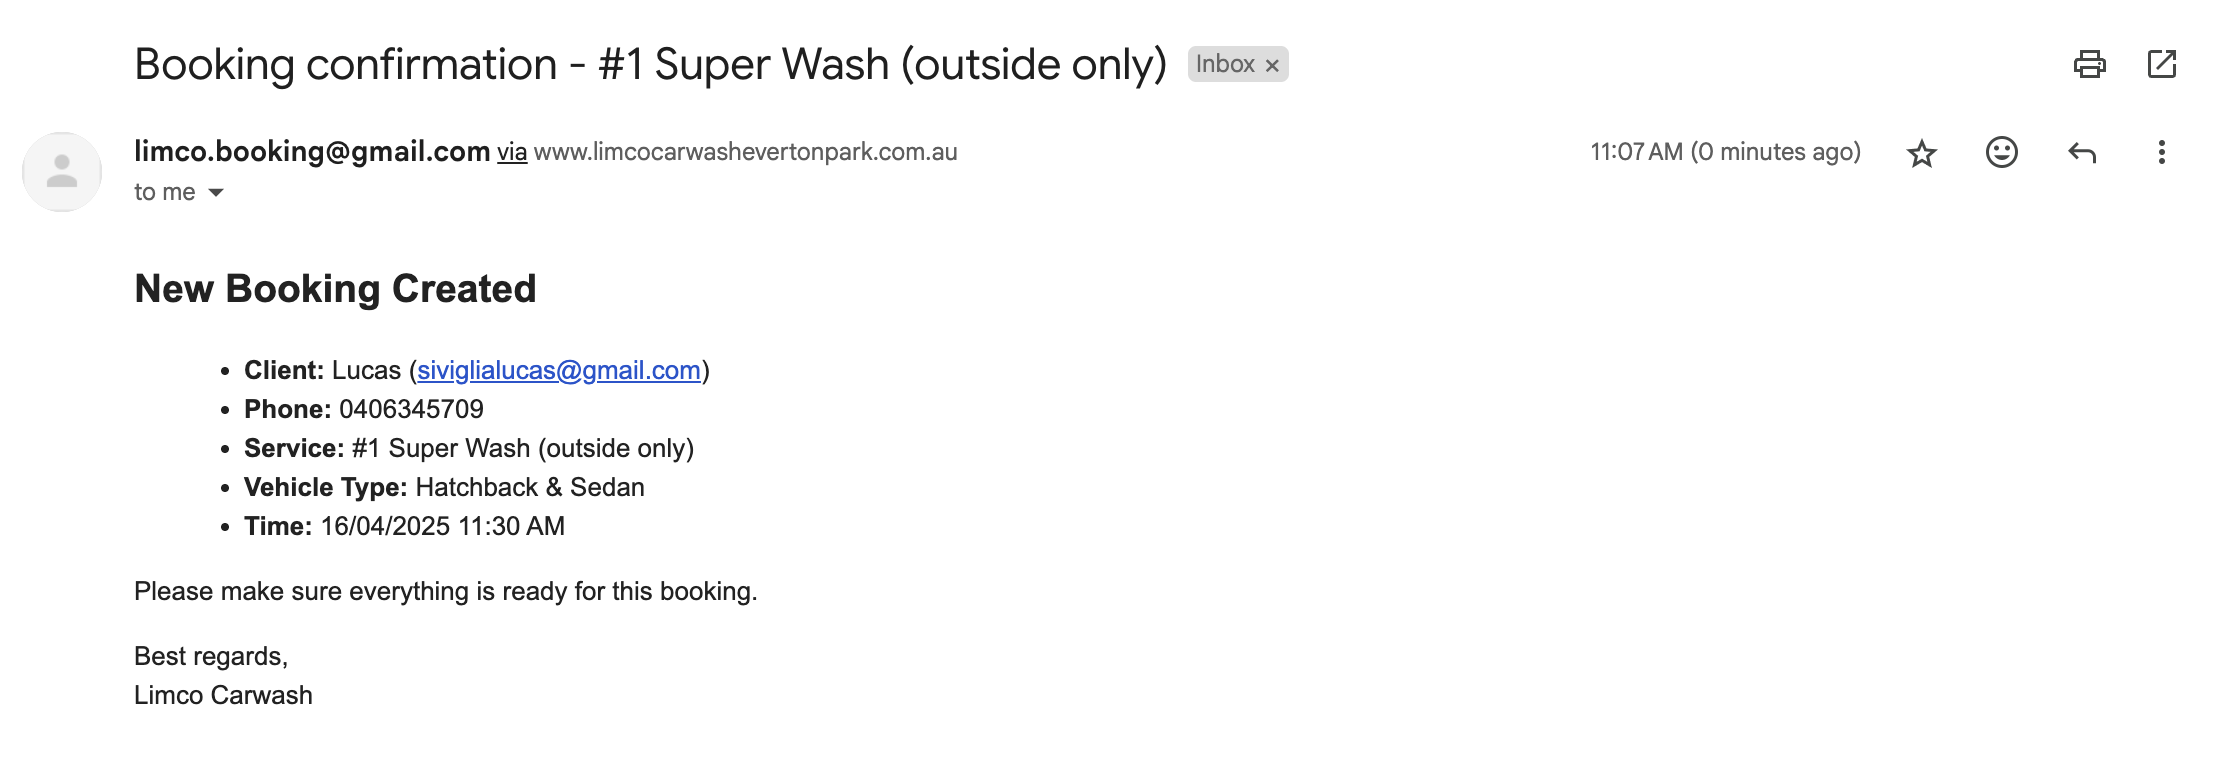 Booking confirmation - #1 Super Wash (outside only) Inbox ×
limco.booking@gmail.com via www.limcocarwashevertonpark.com.au 11:07 AM (0 minutes ago)
to me
New Booking Created
• Client: Lucas (siviglialucas@gmail.com)
• Phone: 0406345709
• Service: #1 Super Wash (outside only)
• Vehicle Type: Hatchback & Sedan
• Time: 16/04/2025 11:30 AM
Please make sure everything is ready for this booking.
Best regards,
Limco Carwash